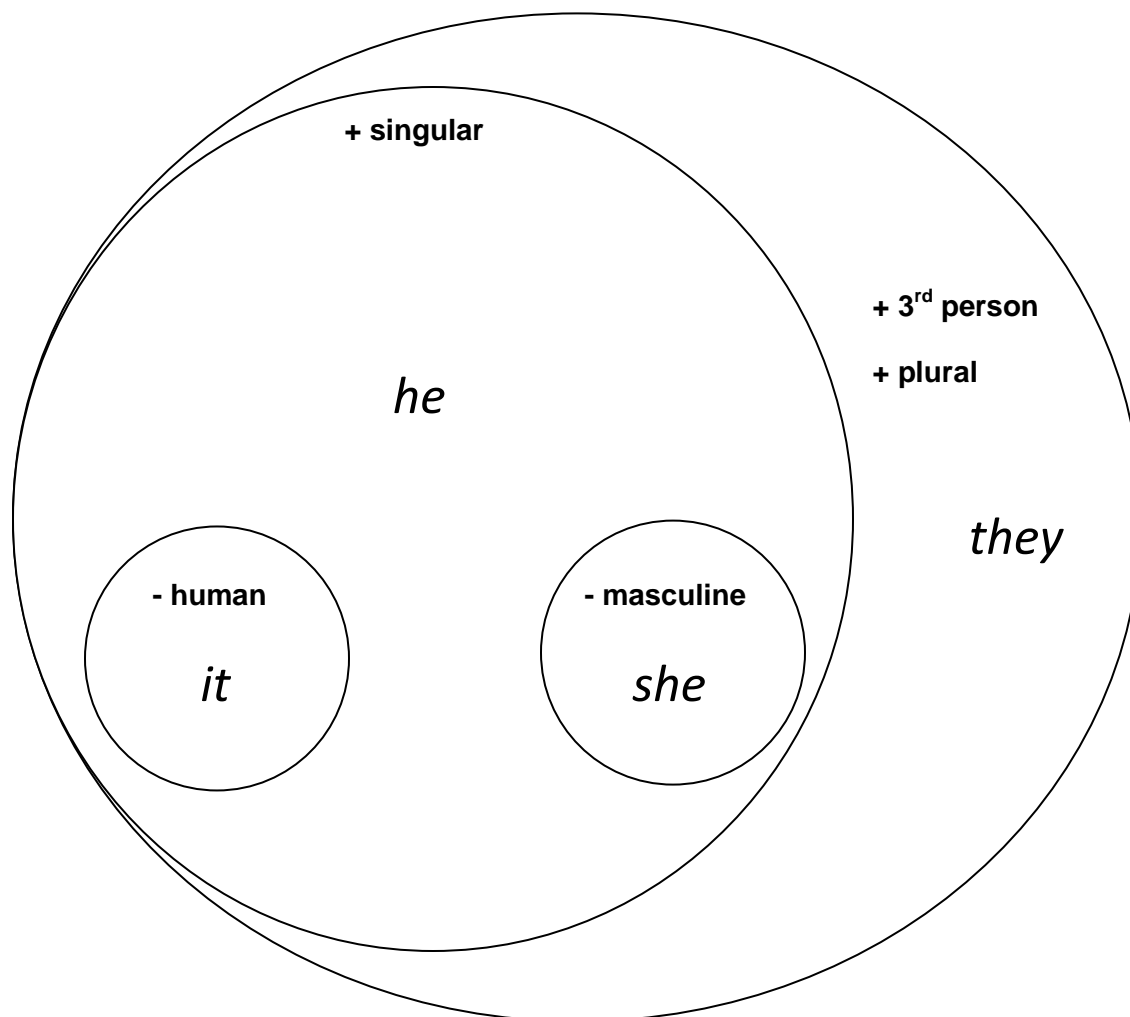 + singular
+ 3rd person
+ plural
he
they
- human
- masculine
it
she